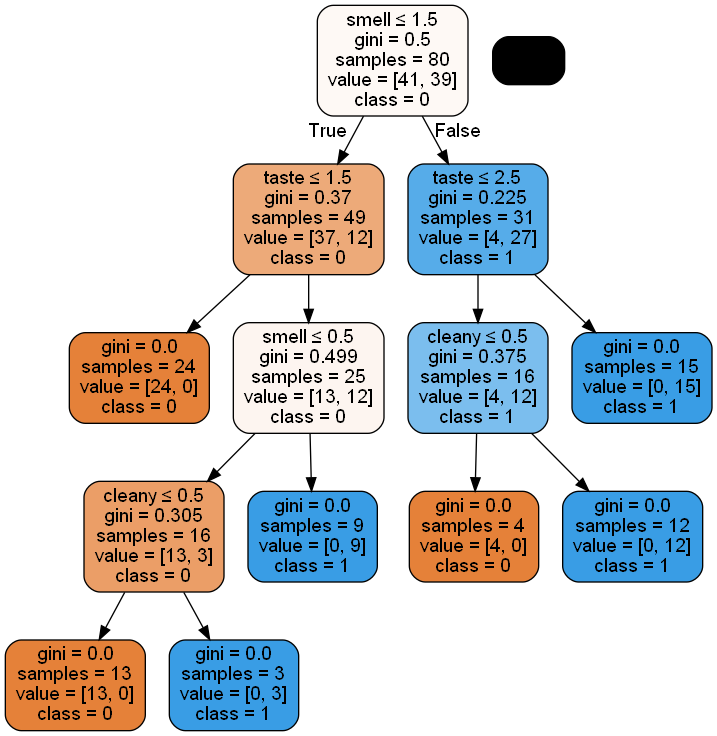 smell ≤ 1.5
gini = 0.5
samples = 80
value = [41, 39]
class = 0
True
False
taste ≤ 1.5
gini = 0.37
samples = 49
value = [37, 12]
class = 0
taste ≤ 2.5
gini = 0.225
samples = 31
value = [4, 27]
class = 1
gini = 0.0
samples = 24
value = [24, 0]
class = 0
smell ≤ 0.5
gini = 0.499
samples = 25
value = [13, 12]
class = 0
cleany ≤ 0.5
gini = 0.375
samples = 16
value = [4, 12]
class = 1
gini = 0.0
samples = 15
value = [0, 15]
class = 1
cleany ≤ 0.5
gini = 0.305
samples = 16
value = [13, 3]
class = 0
gini = 0.0
samples = 9
value = [0, 9]
class = 1
gini = 0.0
samples = 4
value = [4, 0]
class = 0
gini = 0.0
samples = 12
value = [0, 12]
class = 1
gini = 0.0
samples = 13
value = [13, 0]
class = 0
gini = 0.0
samples = 3
value = [0, 3]
class = 1